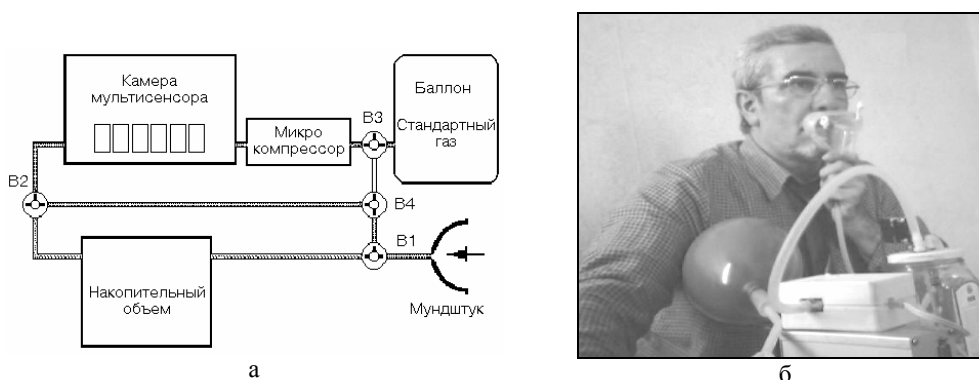 Камера
мультисенсора
Микро
компрессор
В3
Баллон
Стандартный
газ
В2
В4
В1
Накопительный
объем
Мундштук
а
б